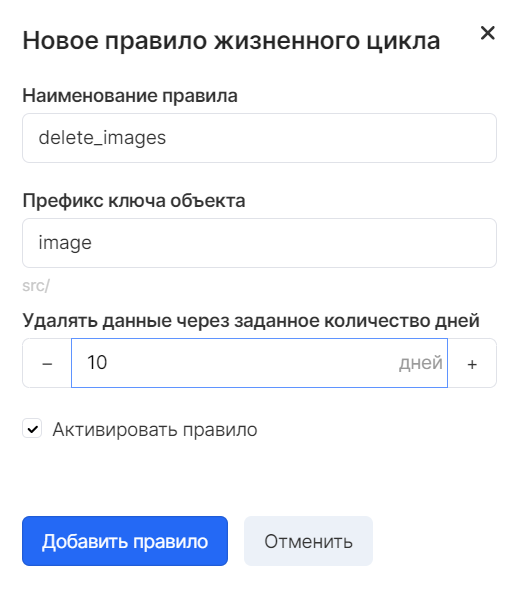 Новое правило жизненного цикла
Наименование правила
delete_images
Префикс ключа объекта
image
src/
Удалять данные через заданное количество дней
− 10 дней +
Активировать правило
Добавить правило Отменить